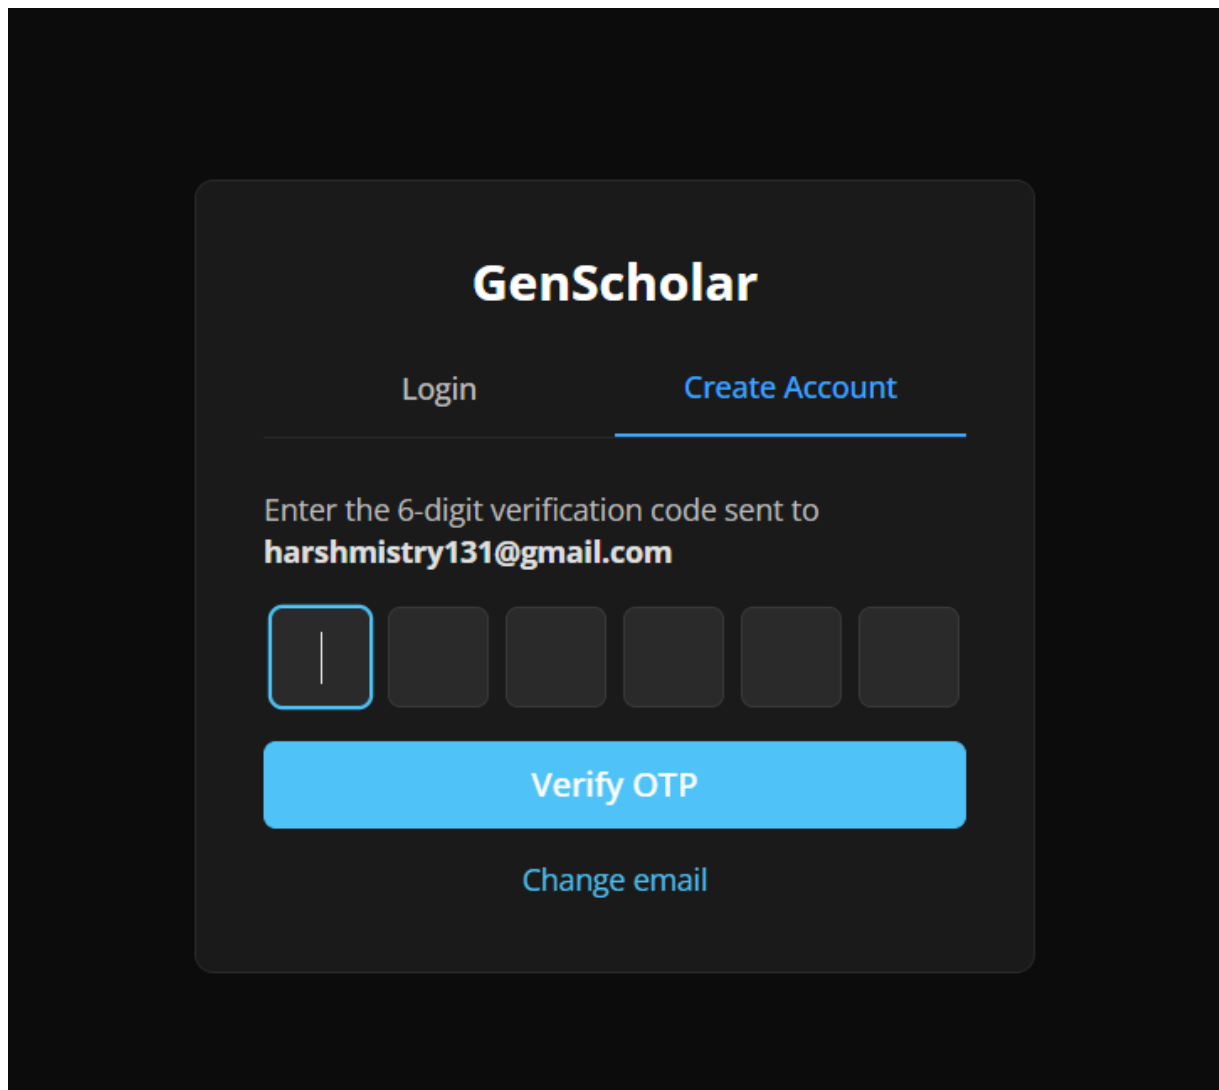 GenScholar
Login
Create Account
Enter the 6-digit verification code sent to
harshmistry131@gmail.com
Verify OTP
Change email